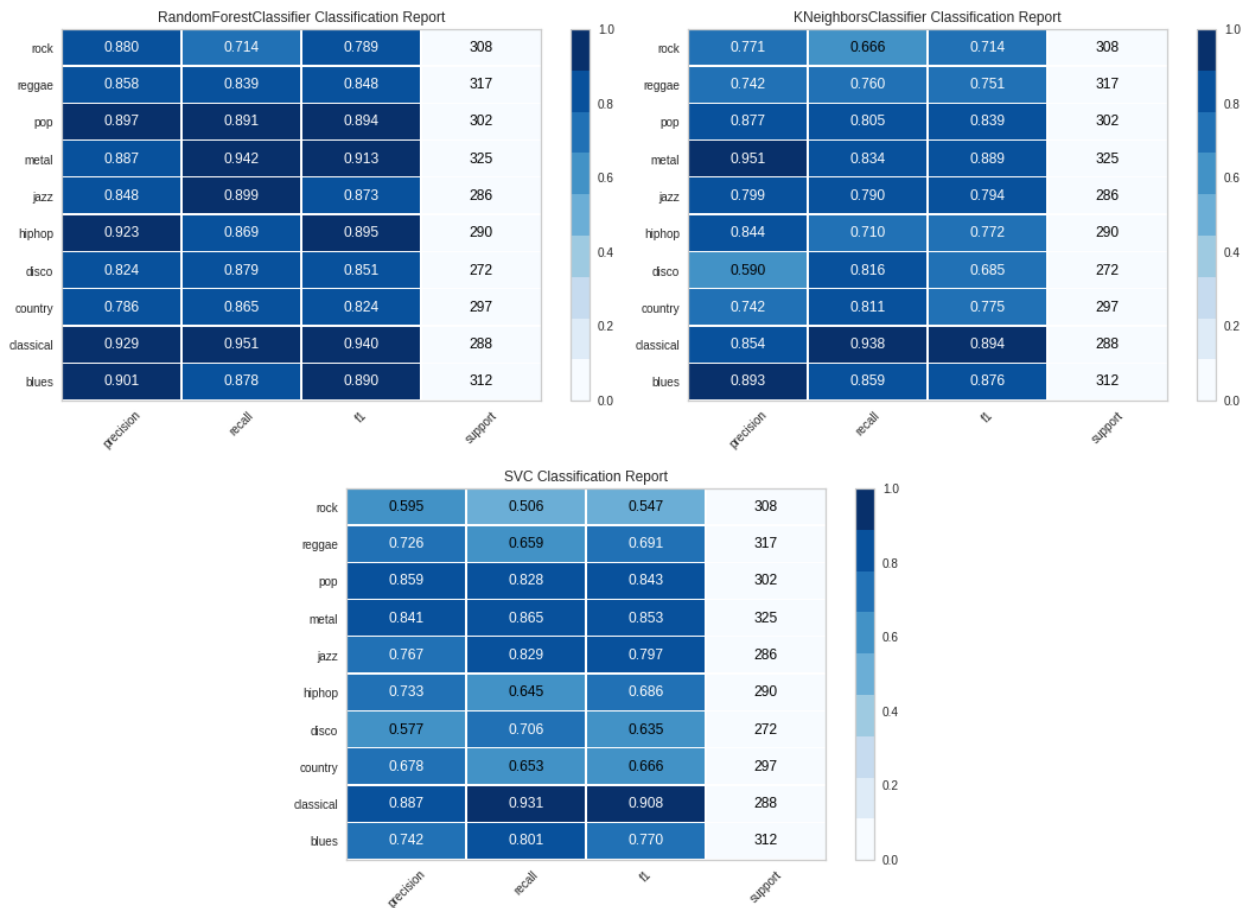 RandomForestClassifier Classification Report
rock 0.880 0.714 0.789 308
reggae 0.858 0.839 0.848 317
pop 0.897 0.891 0.894 302
metal 0.887 0.942 0.913 325
jazz 0.848 0.899 0.873 286
hiphop 0.923 0.869 0.895 290
disco 0.824 0.879 0.851 272
country 0.786 0.865 0.824 297
classical 0.929 0.951 0.940 288
blues 0.901 0.878 0.890 312
precision recall f1 support
1.0
0.8
0.6
0.4
0.2
0.0
KNeighborsClassifier Classification Report
rock 0.771 0.666 0.714 308
reggae 0.742 0.760 0.751 317
pop 0.877 0.805 0.839 302
metal 0.951 0.834 0.889 325
jazz 0.799 0.790 0.794 286
hiphop 0.844 0.710 0.772 290
disco 0.590 0.816 0.685 272
country 0.742 0.811 0.775 297
classical 0.854 0.938 0.894 288
blues 0.893 0.859 0.876 312
precision recall f1 support
1.0
0.8
0.6
0.4
0.2
0.0
SVC Classification Report
rock 0.595 0.506 0.547 308
reggae 0.726 0.659 0.691 317
pop 0.859 0.828 0.843 302
metal 0.841 0.865 0.853 325
jazz 0.767 0.829 0.797 286
hiphop 0.733 0.645 0.686 290
disco 0.577 0.706 0.635 272
country 0.678 0.653 0.666 297
classical 0.887 0.931 0.908 288
blues 0.742 0.801 0.770 312
precision recall f1 support
1.0
0.8
0.6
0.4
0.2
0.0